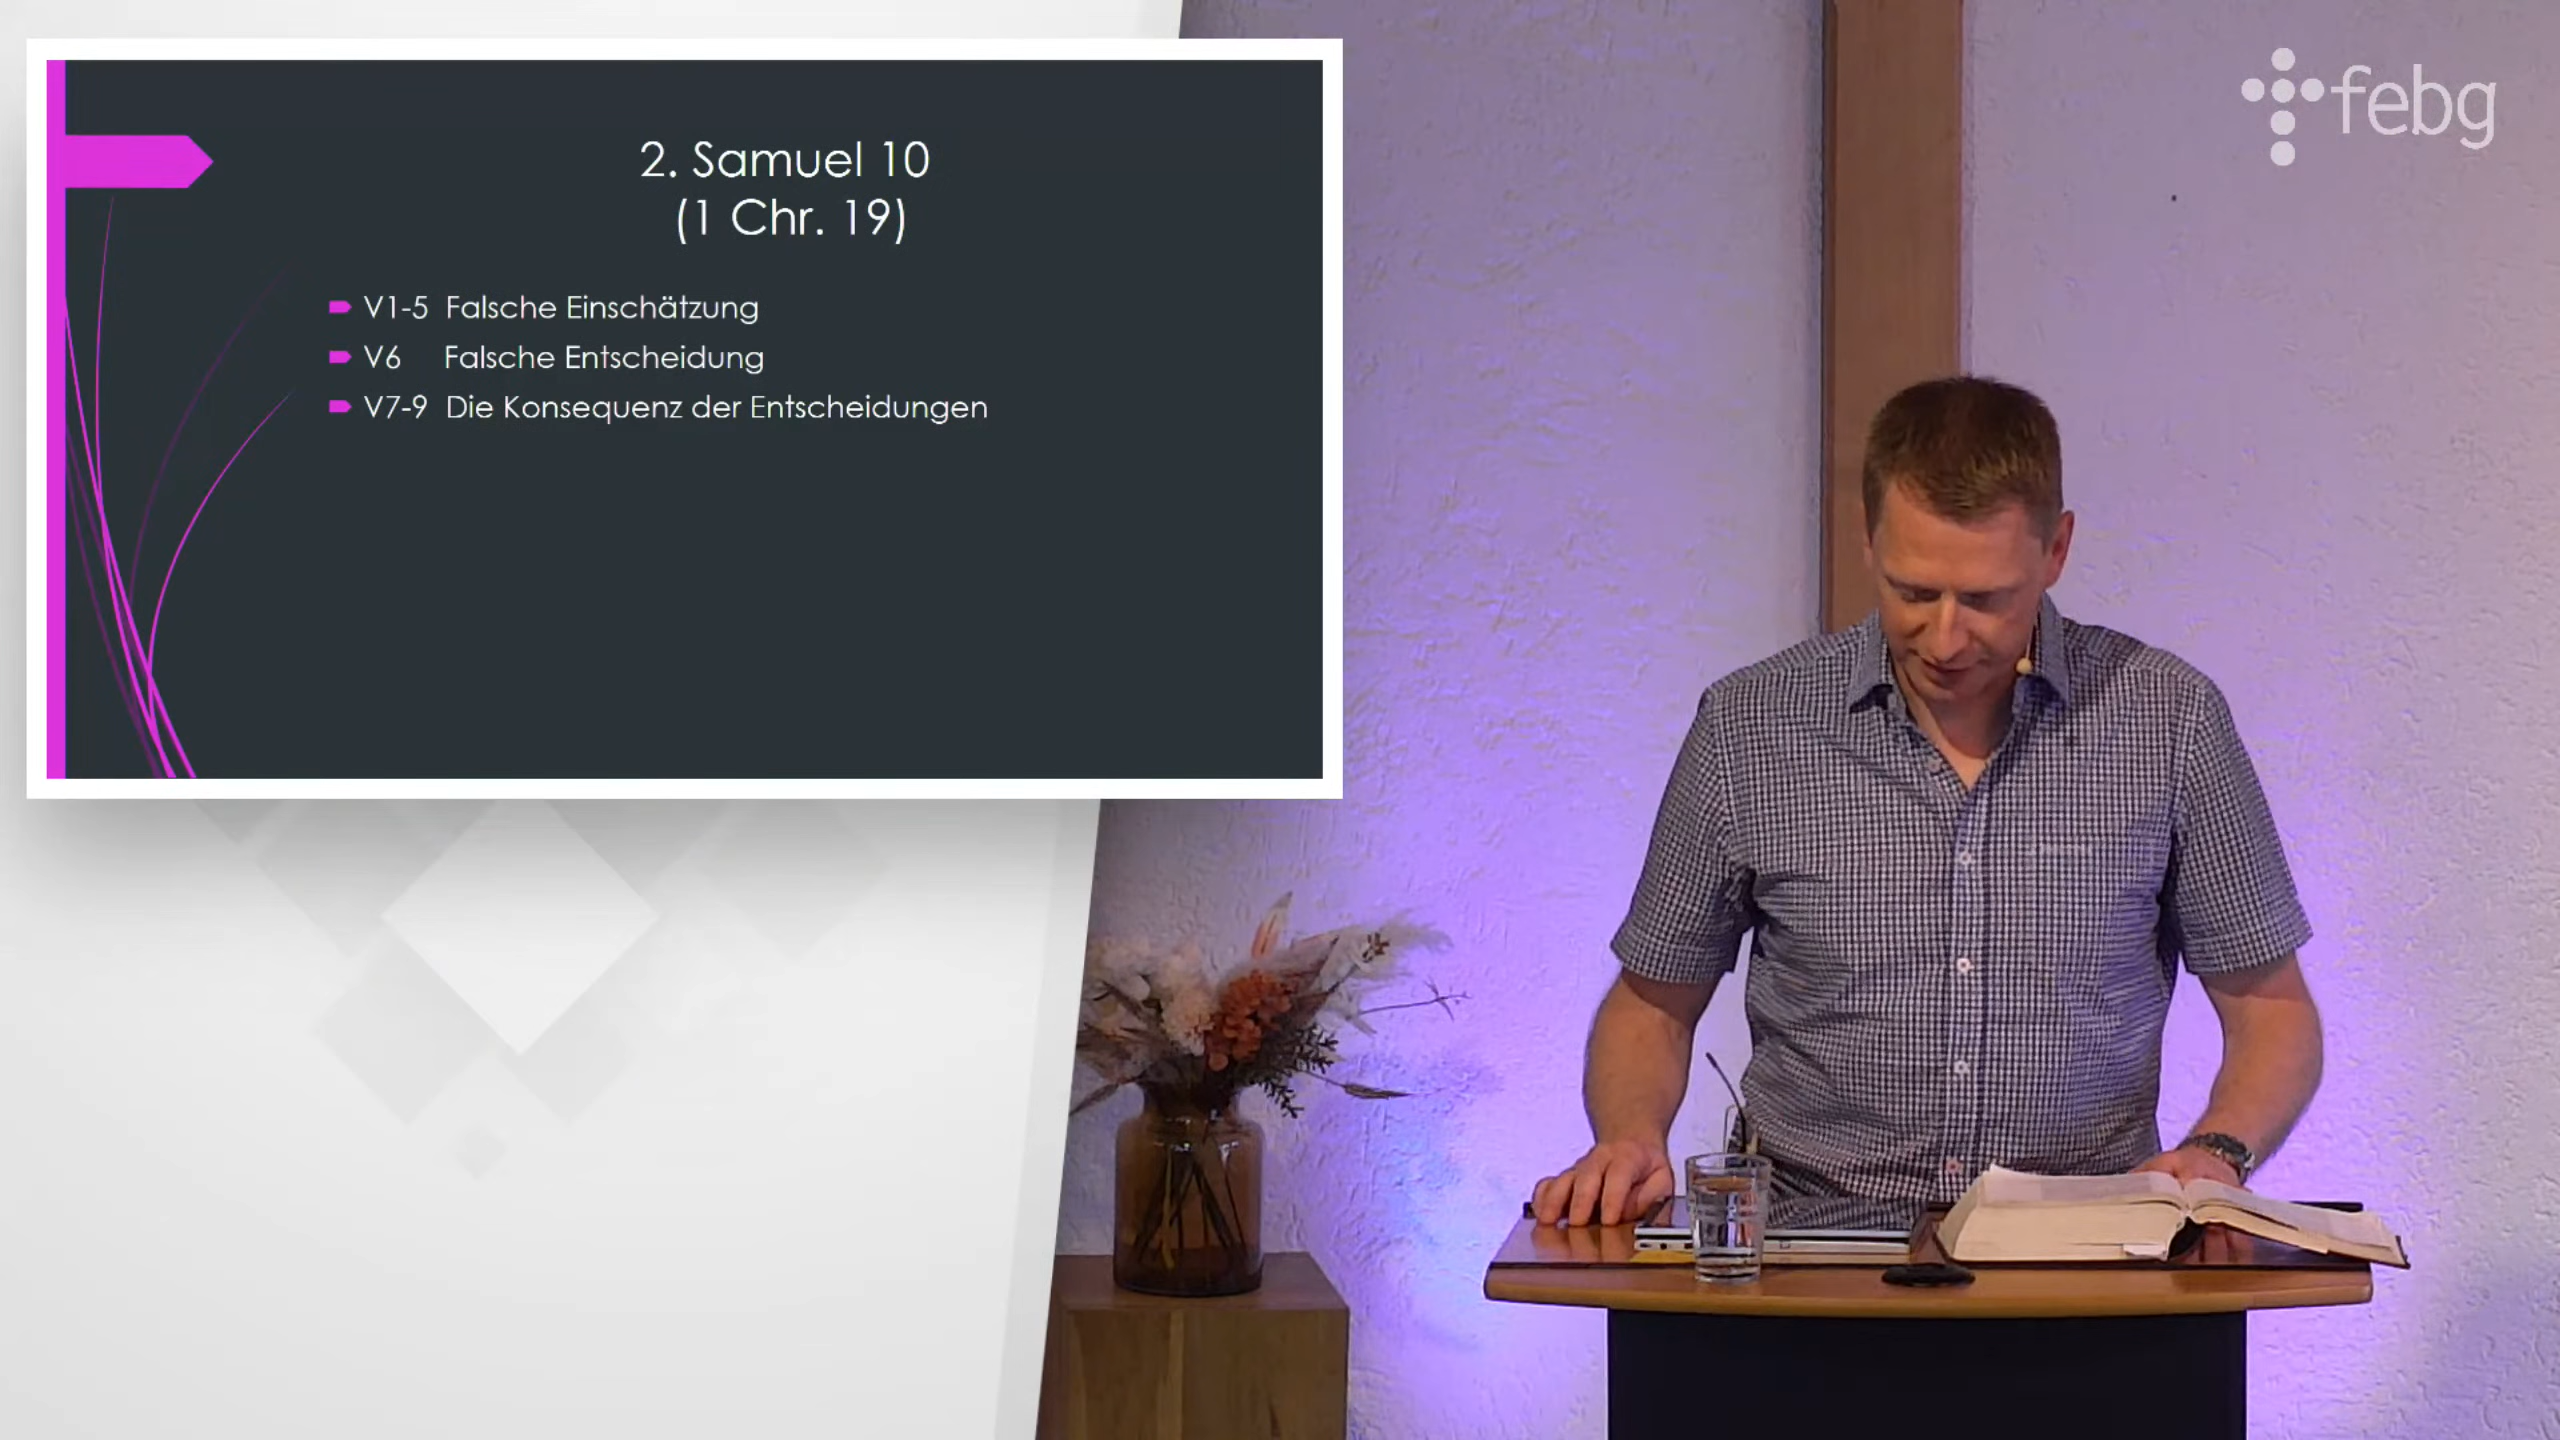 2. Samuel 10
(1 Chr. 19)
V1-5 Falsche Einschätzung
V6 Falsche Entscheidung
V7-9 Die Konsequenz der Entscheidungen
febg